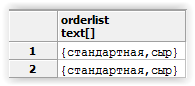 orderlist
text[]
1 {стандартная,сыр}
2 {стандартная,сыр}